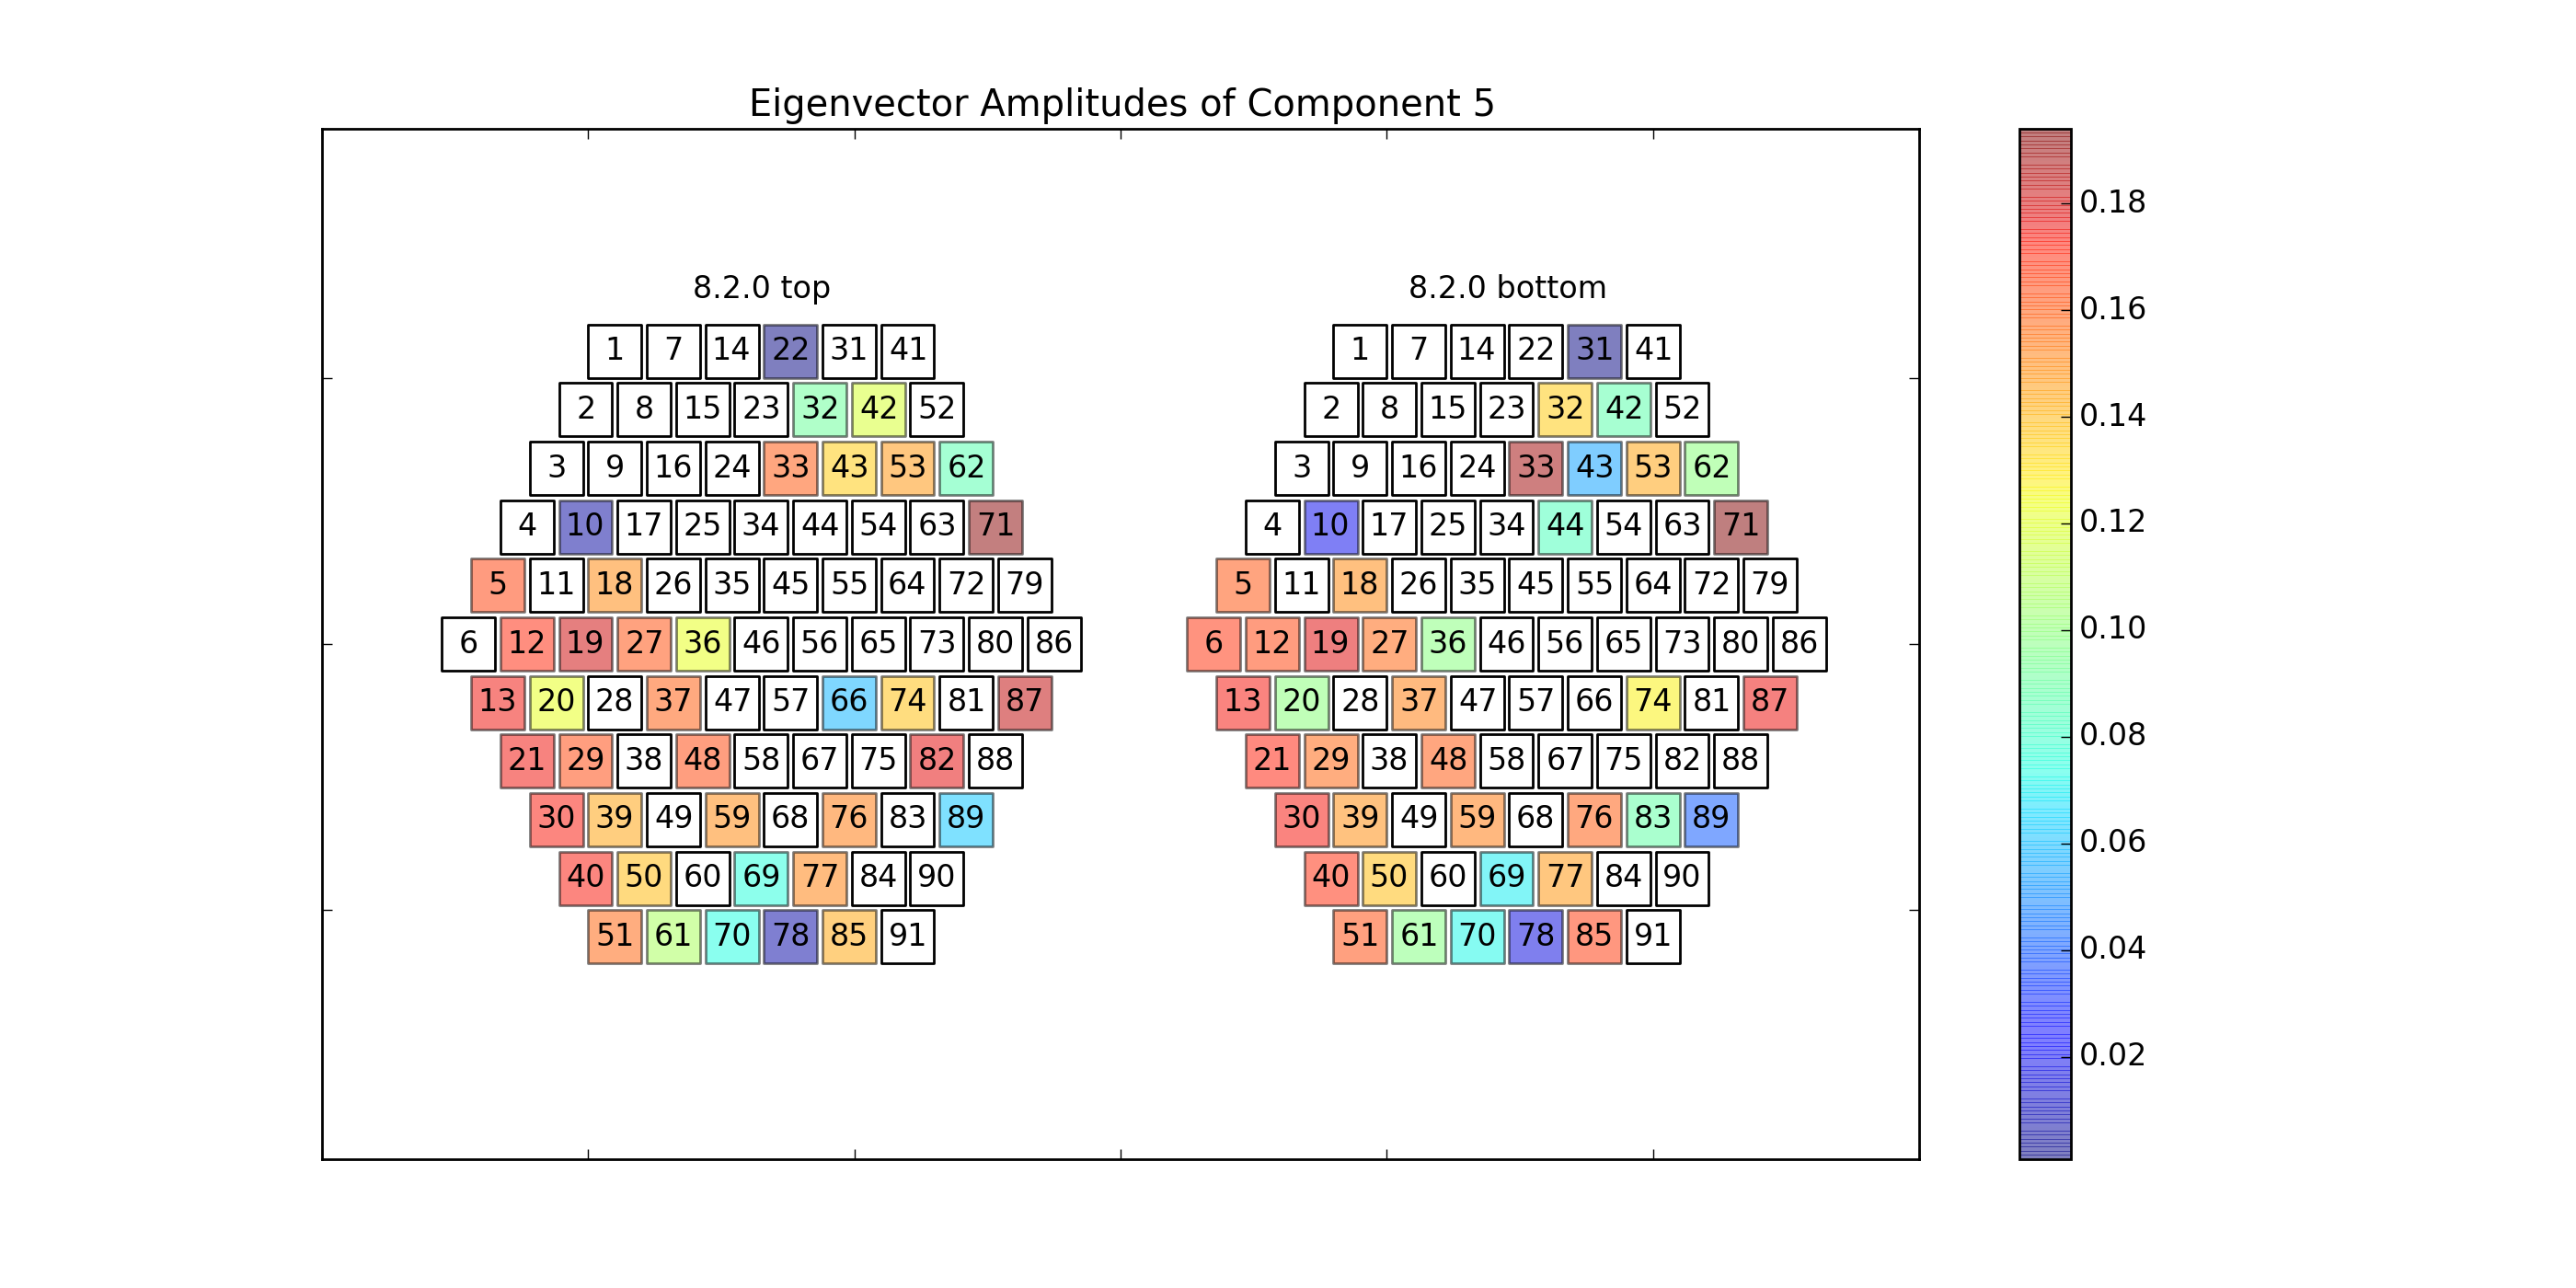 Eigenvector Amplitudes of Component 5
8.2.0 top
1 7 14 22 31 41
2 8 15 23 32 42 52
3 9 16 24 33 43 53 62
4 10 17 25 34 44 54 63 71
5 11 18 26 35 45 55 64 72 79
6 12 19 27 36 46 56 65 73 80 86
13 20 28 37 47 57 66 74 81 87
21 29 38 48 58 67 75 82 88
30 39 49 59 68 76 83 89
40 50 60 69 77 84 90
51 61 70 78 85 91
8.2.0 bottom
1 7 14 22 31 41
2 8 15 23 32 42 52
3 9 16 24 33 43 53 62
4 10 17 25 34 44 54 63 71
5 11 18 26 35 45 55 64 72 79
6 12 19 27 36 46 56 65 73 80 86
13 20 28 37 47 57 66 74 81 87
21 29 38 48 58 67 75 82 88
30 39 49 59 68 76 83 89
40 50 60 69 77 84 90
51 61 70 78 85 91
0.18
0.16
0.14
0.12
0.10
0.08
0.06
0.04
0.02